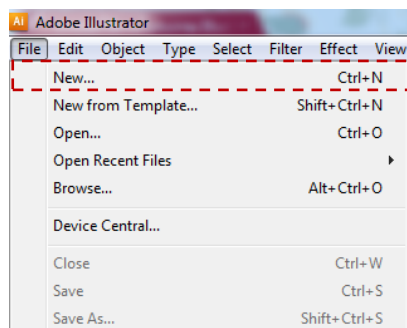 Ai Adobe Illustrator
File Edit Object Type Select Filter Effect View
New... Ctrl+N
New from Template... Shift+Ctrl+N
Open... Ctrl+O
Open Recent Files
Browse... Alt+Ctrl+O
Device Central...
Close Ctrl+W
Save Ctrl+S
Save As... Shift+Ctrl+S